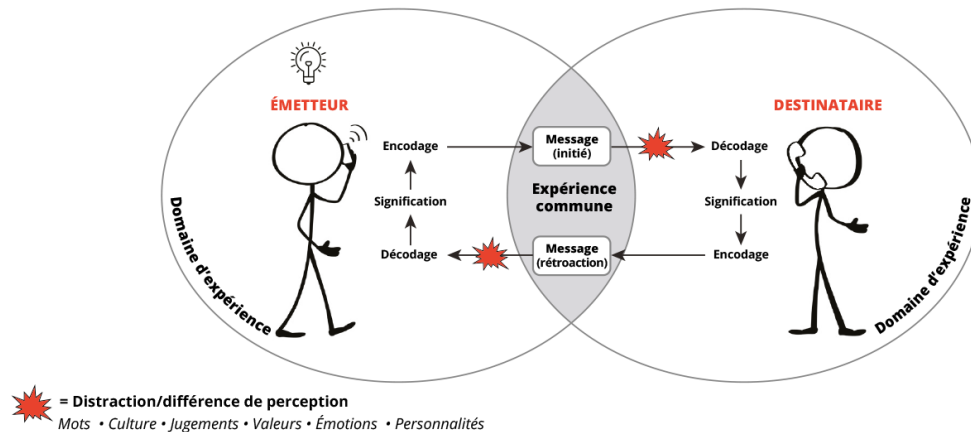 ÉMETTEUR
DESTINATAIRE
Encodage
Message
(initié)
Décodage
Signification
Expérience
commune
Signification
Décodage
Message
(rétroaction)
Encodage
Domaine d'expérience
Domaine d'expérience
= Distraction/différence de perception
Mots • Culture • Jugements • Valeurs • Émotions • Personnalités